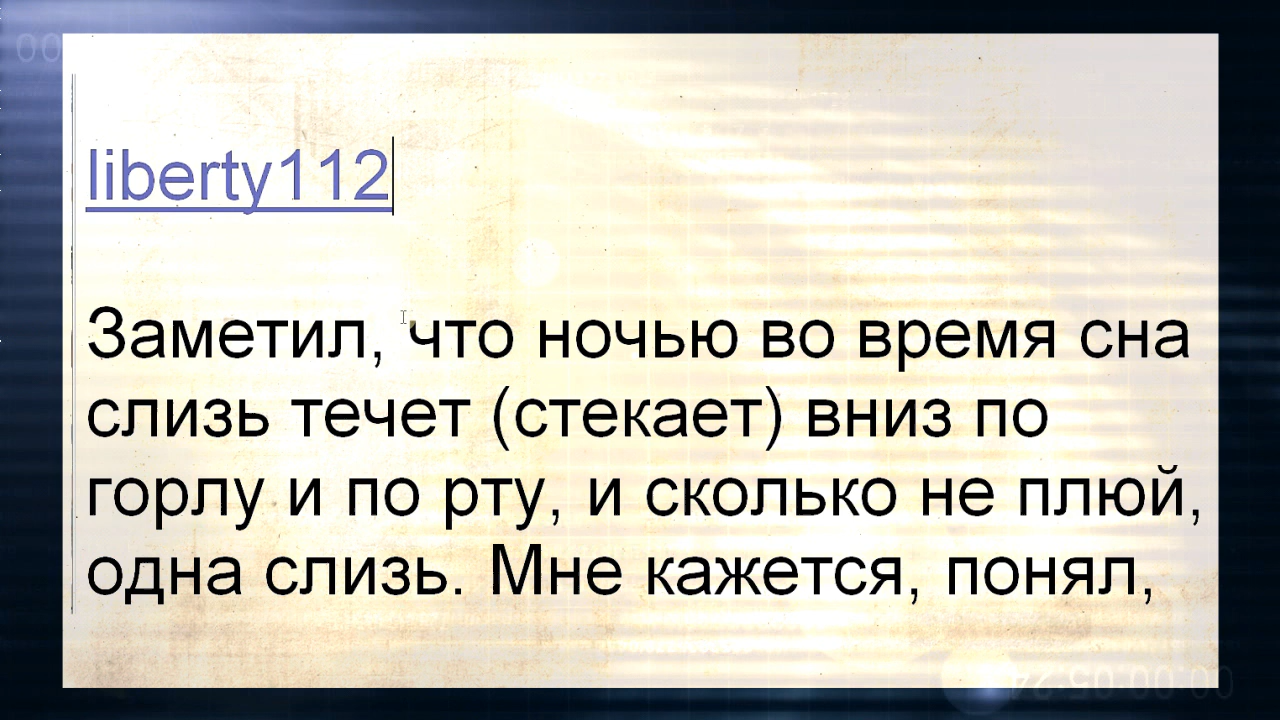 liberty112
Заметил, что ночью во время сна
слизь течет (стекает) вниз по
горлу и по рту, и сколько не плюй,
одна слизь. Мне кажется, понял,